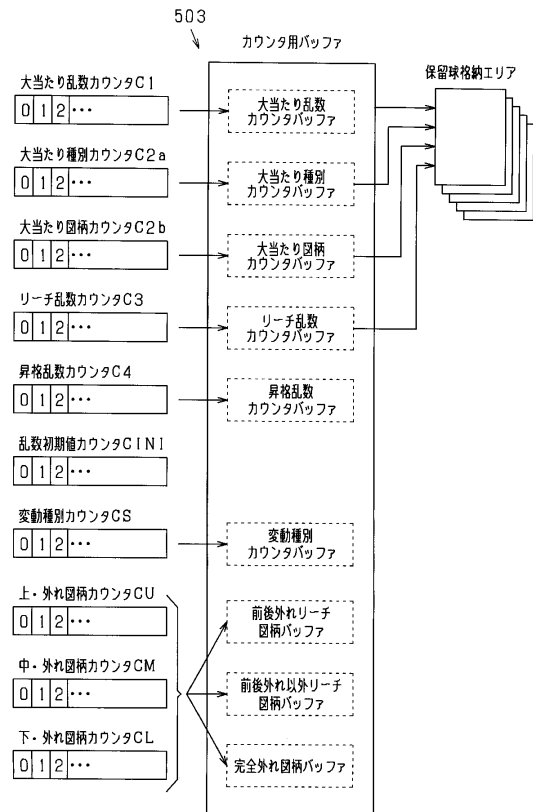 503
カウンタ用バッファ
保留球格納エリア
大当たり乱数カウンタC1
0 1 2 ・・・
大当たり乱数
カウンタバッファ
大当たり種別カウンタC2a
0 1 2 ・・・
大当たり種別
カウンタバッファ
大当たり図柄カウンタC2b
0 1 2 ・・・
大当たり図柄
カウンタバッファ
リーチ乱数カウンタC3
0 1 2 ・・・
リーチ乱数
カウンタバッファ
昇格乱数カウンタC4
0 1 2 ・・・
昇格乱数
カウンタバッファ
乱数初期値カウンタCINI
0 1 2 ・・・
変動種別カウンタCS
0 1 2 ・・・
変動種別
カウンタバッファ
上・外れ図柄カウンタCU
0 1 2 ・・・
前後外れリーチ
図柄バッファ
中・外れ図柄カウンタCM
0 1 2 ・・・
前後外れ以外リーチ
図柄バッファ
下・外れ図柄カウンタCL
0 1 2 ・・・
完全外れ図柄バッファ